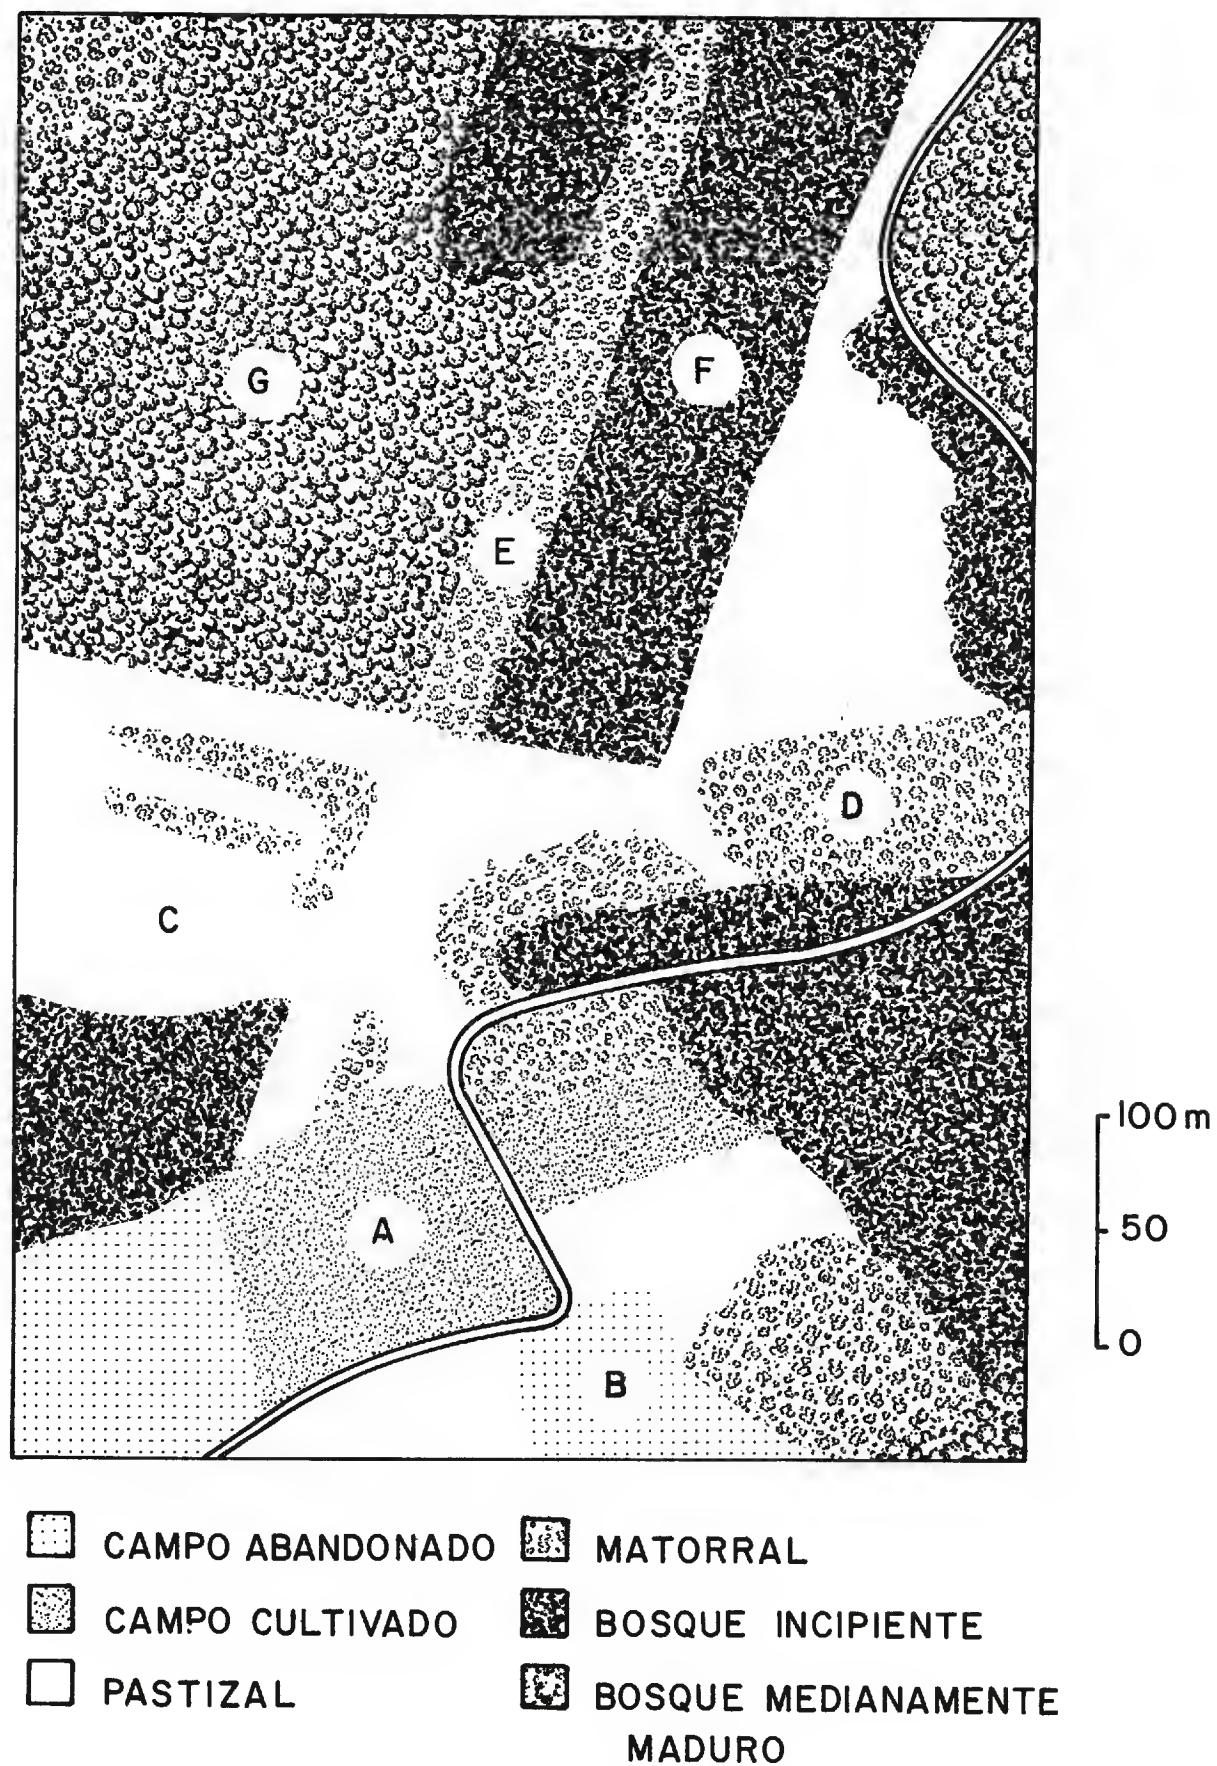 G
F
E
D
C
A
B
100 m
50
0
CAMPO ABANDONADO
MATORRAL
CAMPO CULTIVADO
BOSQUE INCIPIENTE
PASTIZAL
BOSQUE MEDIANAMENTE
MADURO